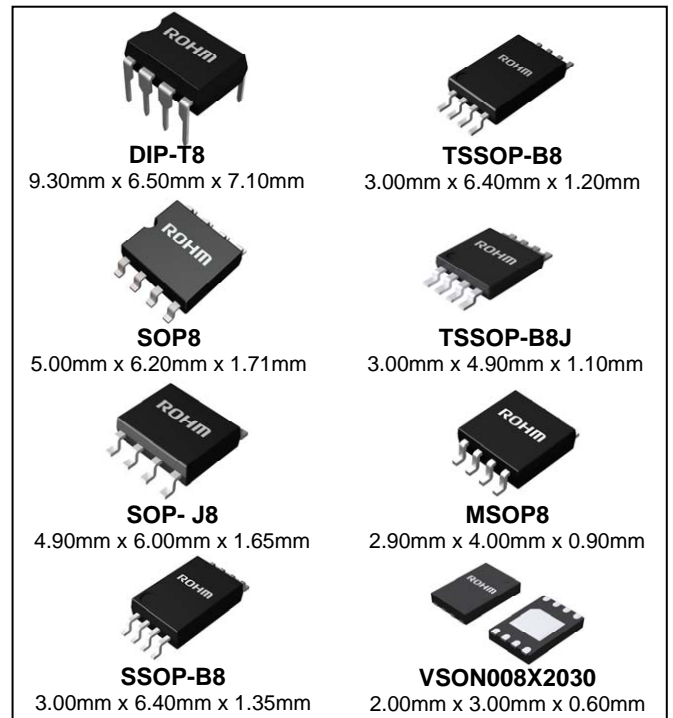 ROHM
ROHM
DIP-T8
TSSOP-B8
9.30mm x 6.50mm x 7.10mm
3.00mm x 6.40mm x 1.20mm
ROHM
ROHM
SOP8
TSSOP-B8J
5.00mm x 6.20mm x 1.71mm
3.00mm x 4.90mm x 1.10mm
ROHM
ROHM
SOP- J8
MSOP8
4.90mm x 6.00mm x 1.65mm
2.90mm x 4.00mm x 0.90mm
ROHM
ROHM
SSOP-B8
VSON008X2030
3.00mm x 6.40mm x 1.35mm
2.00mm x 3.00mm x 0.60mm